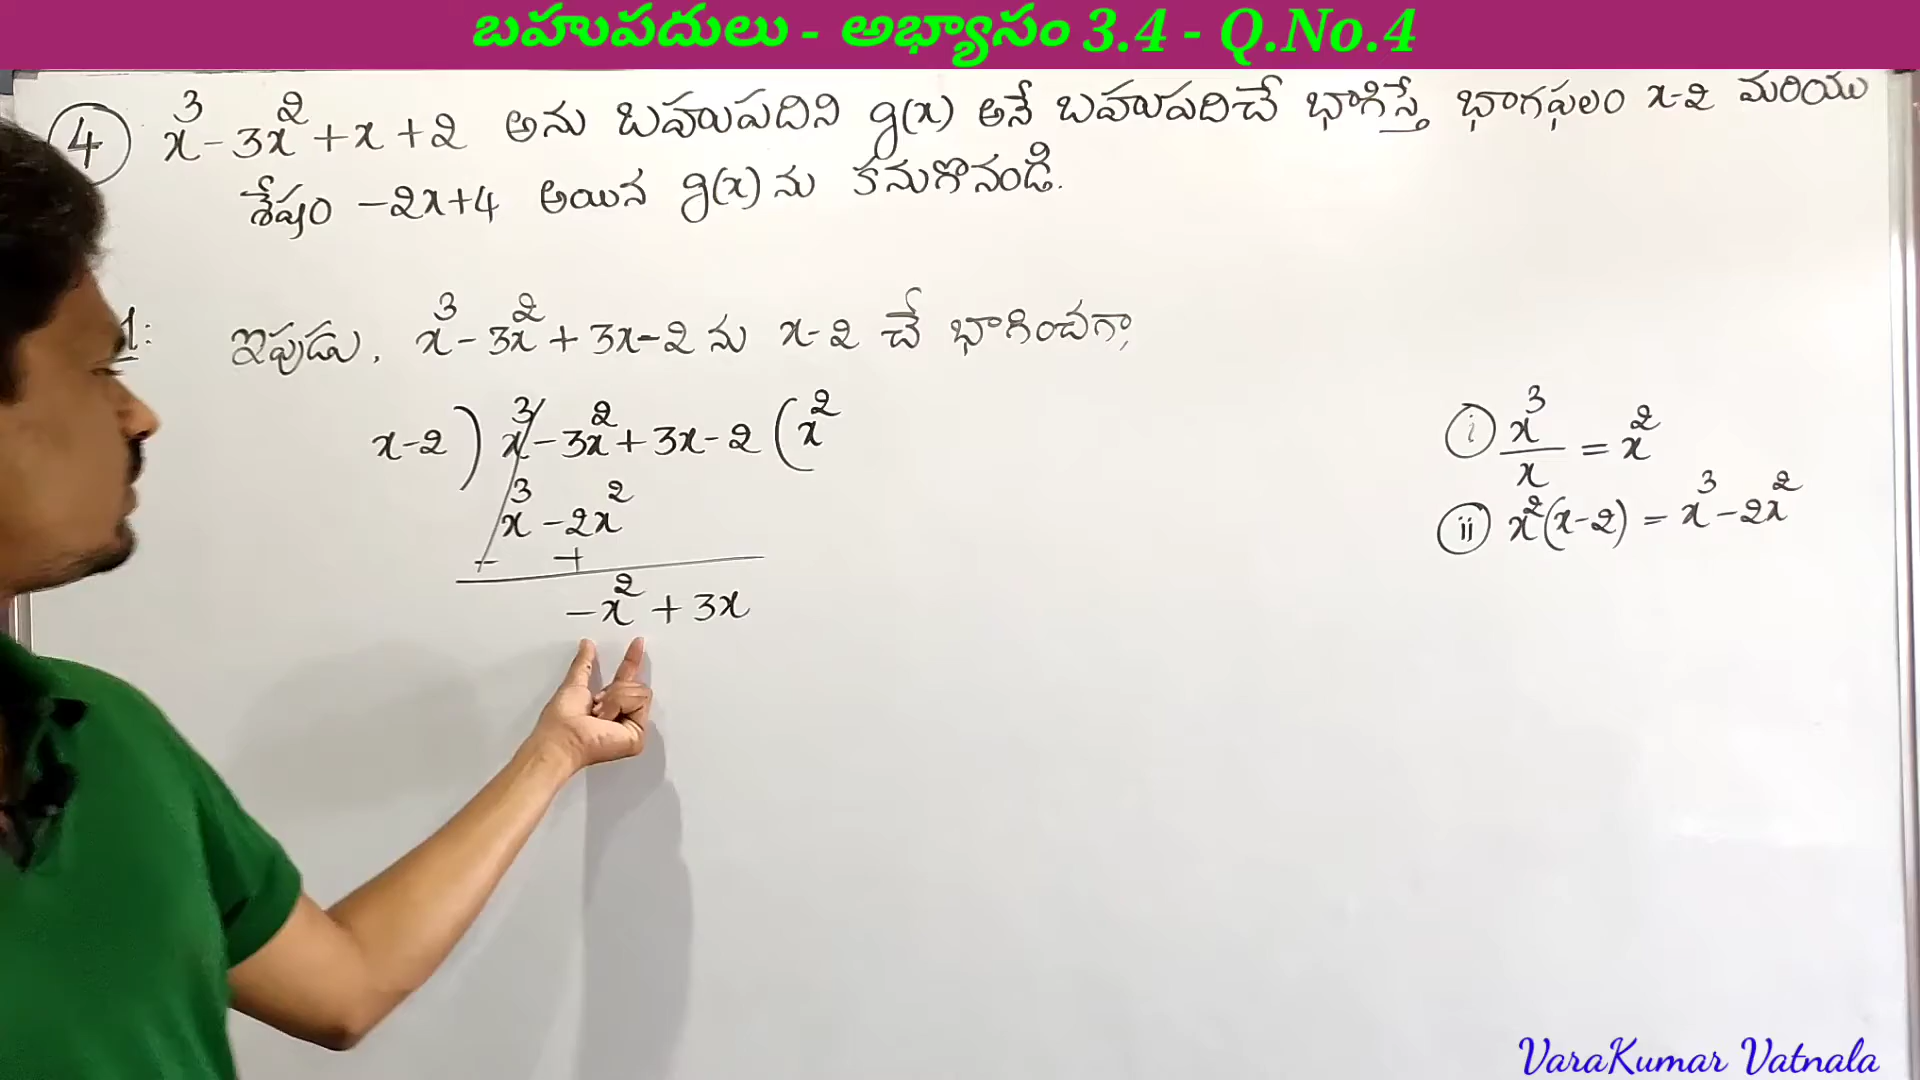 బహుపదులు - అభ్యాసం 3.4 - Q.No.4
④ x³-3x²+x+2 అను బహుపదిని g(x) అనే బహుపదిచే భాగిస్తే భాగఫలం x-2 మరియు
శేషం -2x+4 అయిన g(x) ను కనుగొనండి.
ఇపుడు, x³-3x²+3x-2 ను x-2 చే భాగించగా,
x-2) x³-3x²+3x-2 (x²
x³-2x²
- +
-x²+3x
ⓘ x³/x = x²
ⓘⓘ x²(x-2) = x³-2x²
VaraKumar Vatnala